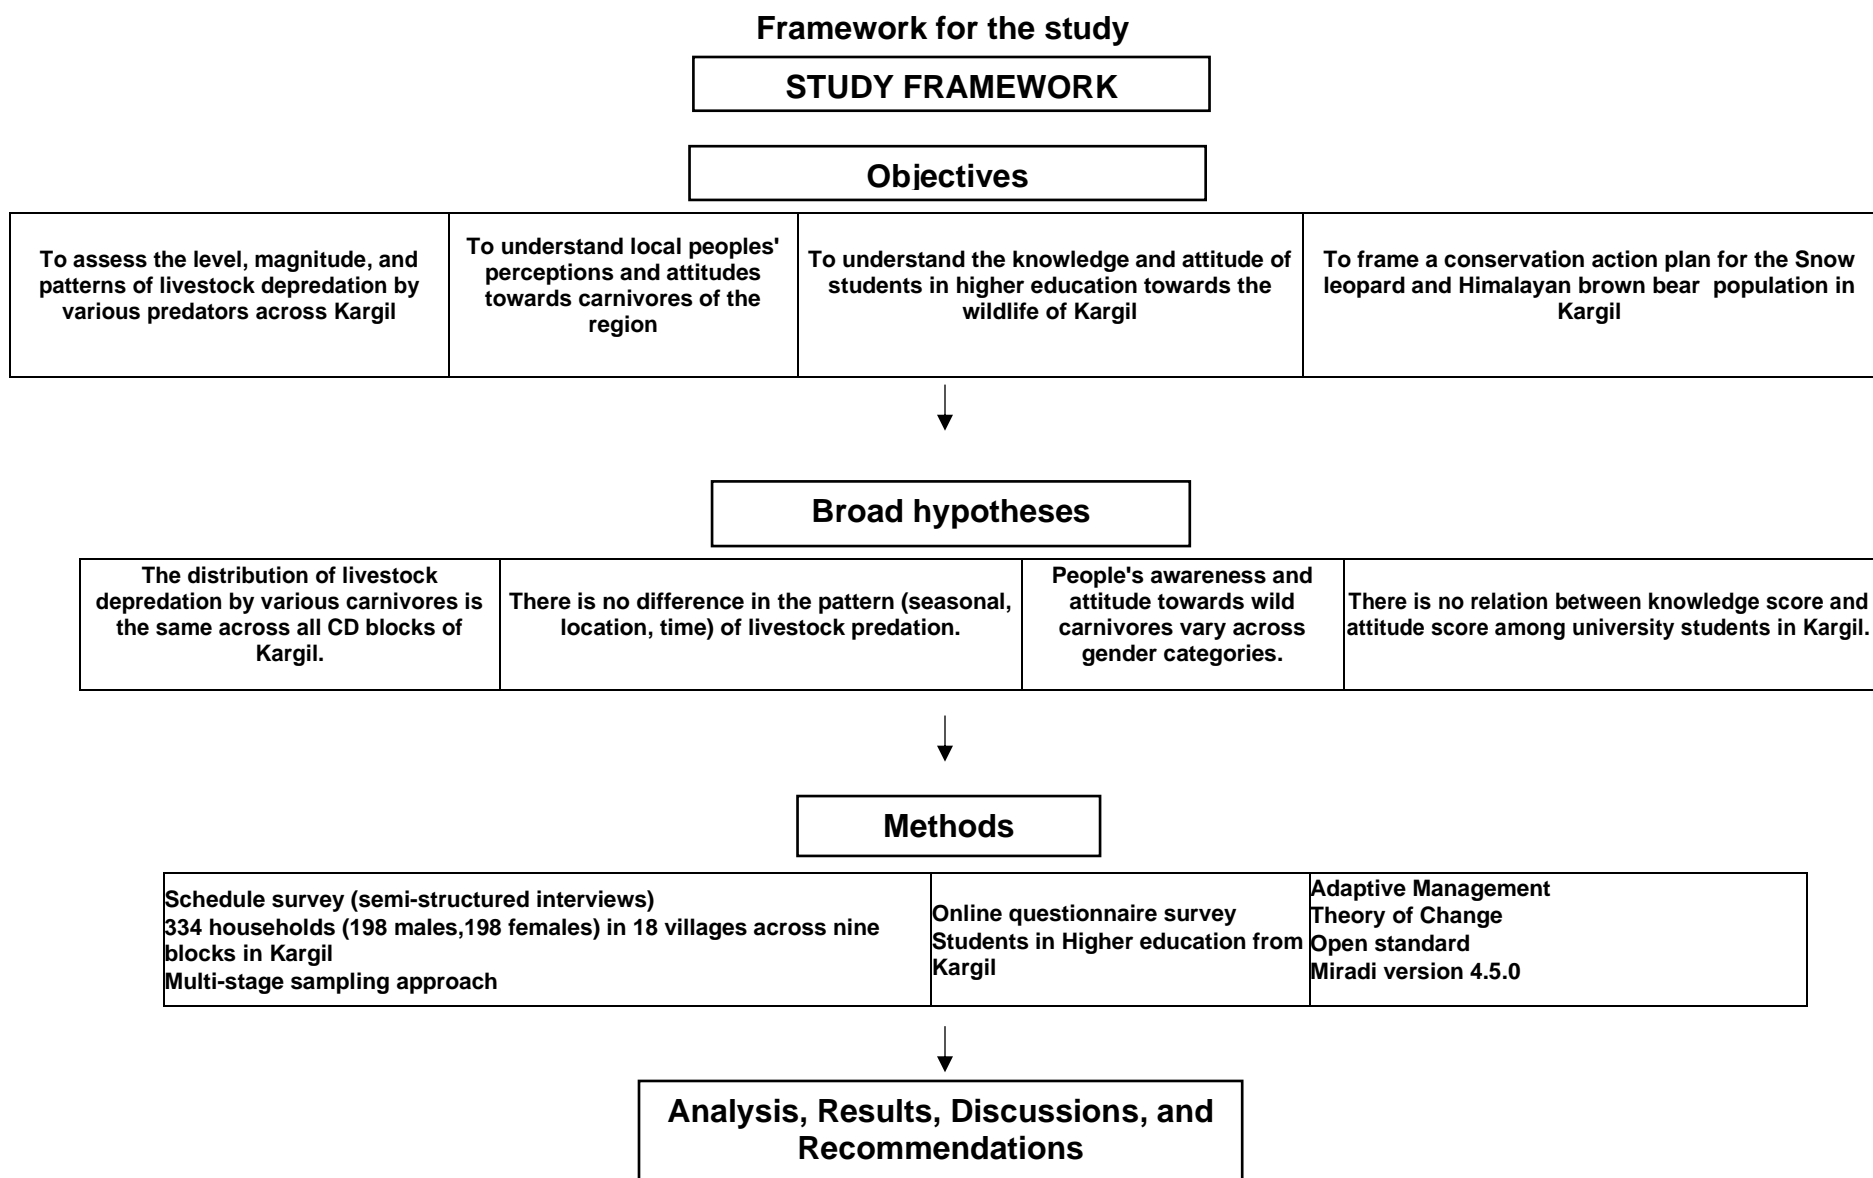 Framework for the study
STUDY FRAMEWORK
Objectives
To assess the level, magnitude, and
patterns of livestock depredation by
various predators across Kargil
To understand local peoples'
perceptions and attitudes
towards carnivores of the
region
To understand the knowledge and attitude of
students in higher education towards the
wildlife of Kargil
To frame a conservation action plan for the Snow
leopard and Himalayan brown bear population in
Kargil
Broad hypotheses
The distribution of livestock
depredation by various carnivores is
the same across all CD blocks of
Kargil.
There is no difference in the pattern (seasonal,
location, time) of livestock predation.
People's awareness and
attitude towards wild
carnivores vary across
gender categories.
There is no relation between knowledge score and
attitude score among university students in Kargil.
Methods
Schedule survey (semi-structured interviews)
334 households (198 males,198 females) in 18 villages across nine
blocks in Kargil
Multi-stage sampling approach
Online questionnaire survey
Students in Higher education from
Kargil
Adaptive Management
Theory of Change
Open standard
Miradi version 4.5.0
Analysis, Results, Discussions, and
Recommendations